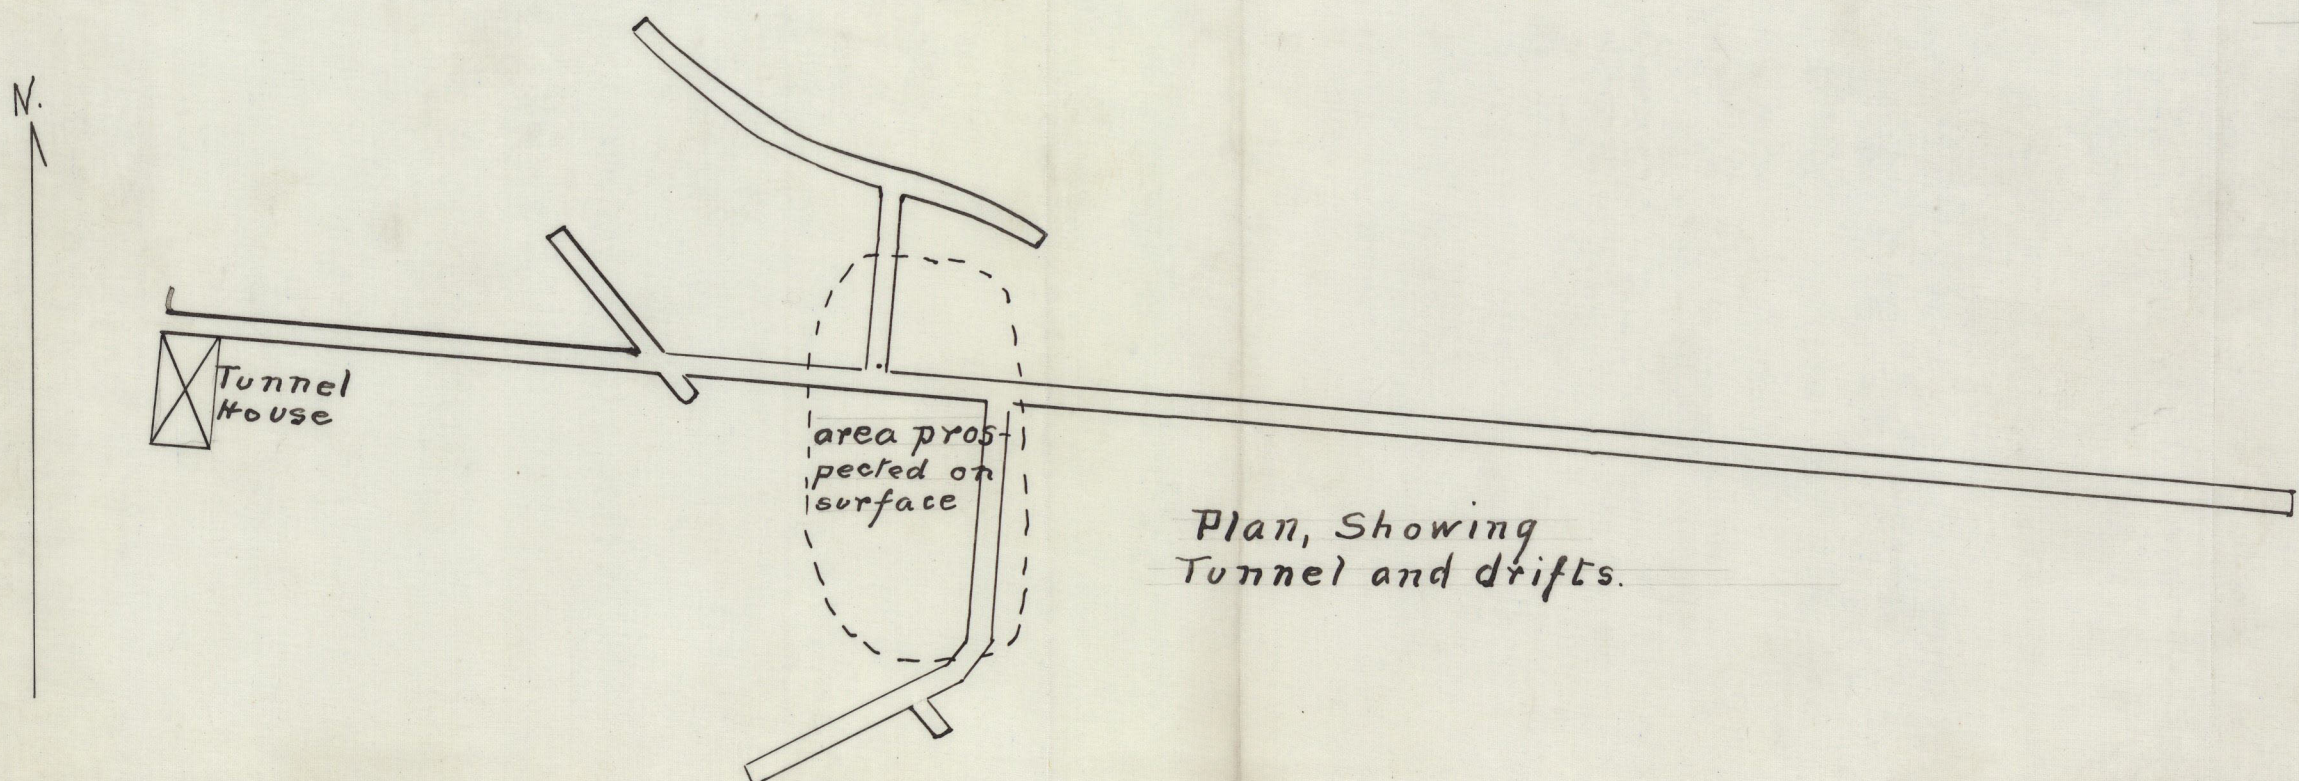 N.
Tunnel
House
area pros-
pected on
surface
Plan, Showing
Tunnel and drifts.